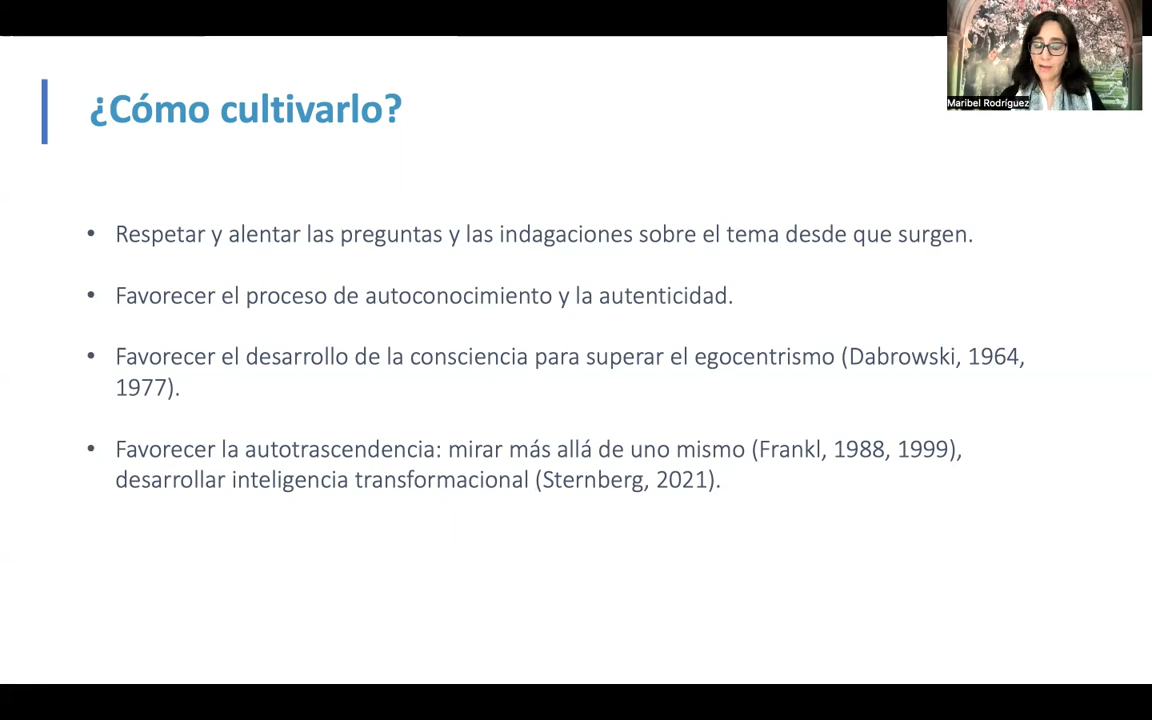 ¿Cómo cultivarlo?
Maribel Rodríguez
• Respetar y alentar las preguntas y las indagaciones sobre el tema desde que surgen.
• Favorecer el proceso de autoconocimiento y la autenticidad.
• Favorecer el desarrollo de la consciencia para superar el egocentrismo (Dabrowski, 1964,
1977).
• Favorecer la autotrascendencia: mirar más allá de uno mismo (Frankl, 1988, 1999),
desarrollar inteligencia transformacional (Sternberg, 2021).